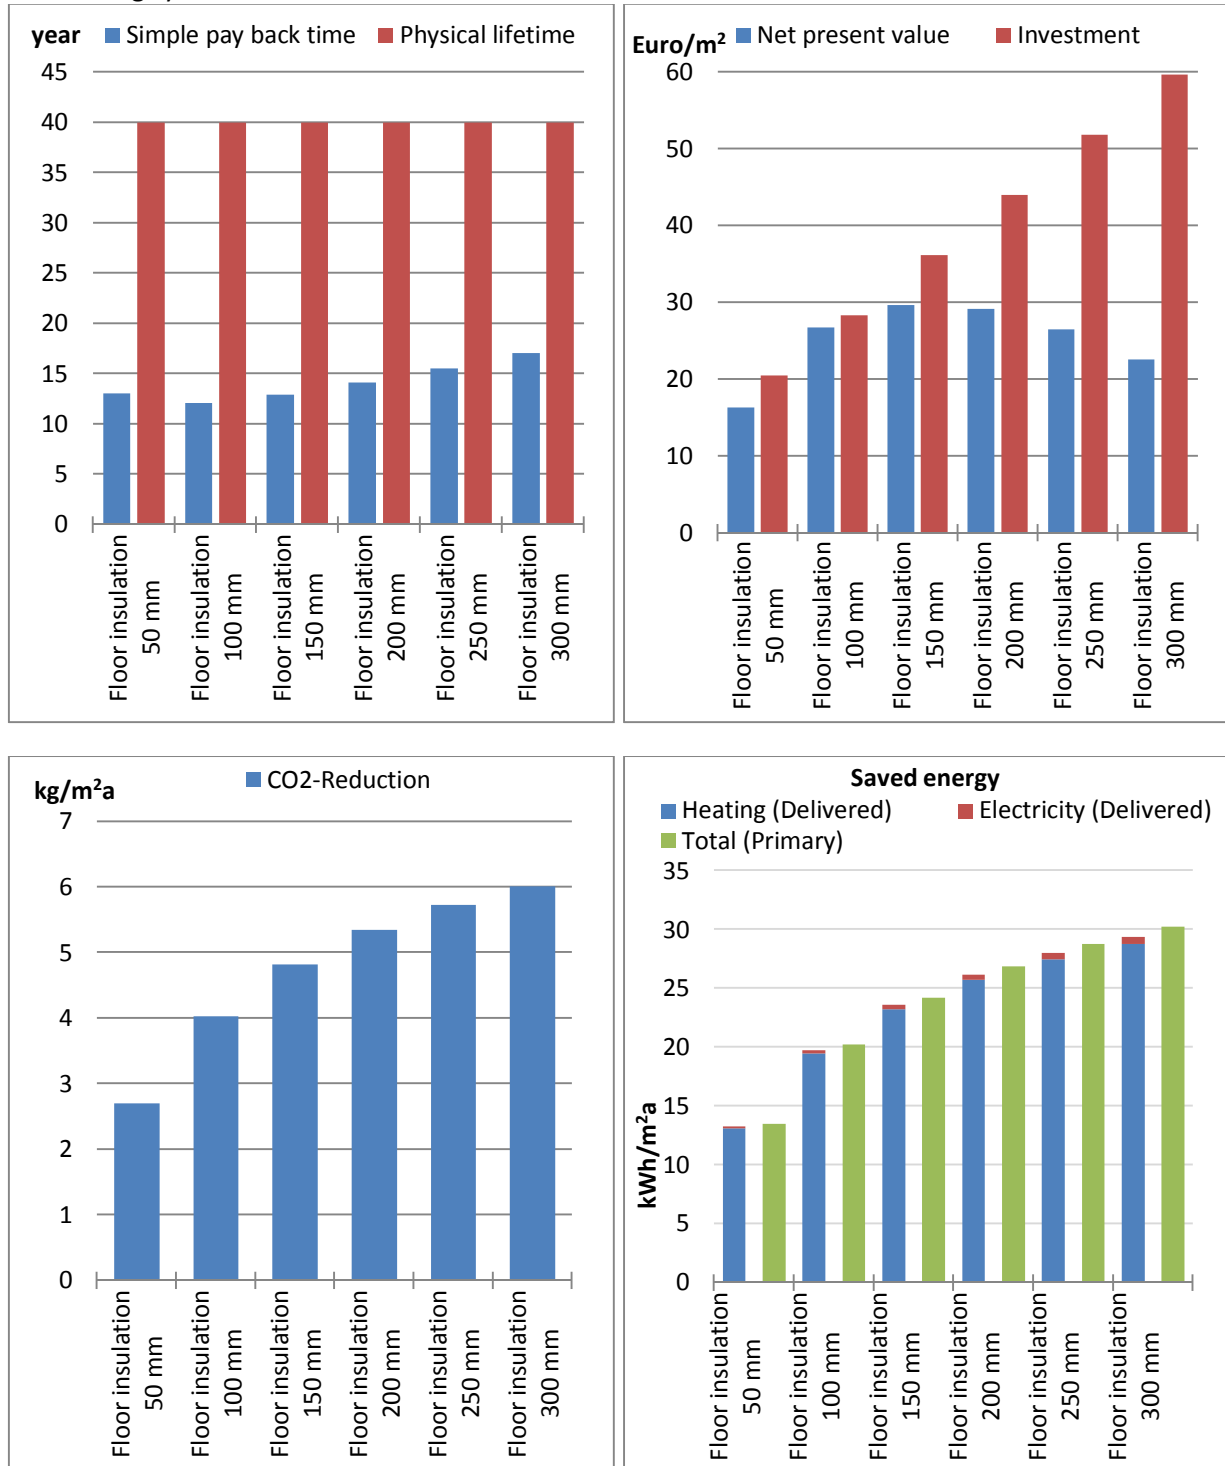 year Simple pay back time Physical lifetime
45
40
35
30
25
20
15
10
5
0
Floor insulation
50 mm
Floor insulation
100 mm
Floor insulation
150 mm
Floor insulation
200 mm
Floor insulation
250 mm
Floor insulation
300 mm
Euro/m² Net present value Investment
60
50
40
30
20
10
0
Floor insulation
50 mm
Floor insulation
100 mm
Floor insulation
150 mm
Floor insulation
200 mm
Floor insulation
250 mm
Floor insulation
300 mm
kg/m²a CO2-Reduction
7
6
5
4
3
2
1
0
Floor insulation
50 mm
Floor insulation
100 mm
Floor insulation
150 mm
Floor insulation
200 mm
Floor insulation
250 mm
Floor insulation
300 mm
Saved energy
Heating (Delivered) Electricity (Delivered)
Total (Primary)
kWh/m²a
35
30
25
20
15
10
5
0
Floor insulation
50 mm
Floor insulation
100 mm
Floor insulation
150 mm
Floor insulation
200 mm
Floor insulation
250 mm
Floor insulation
300 mm